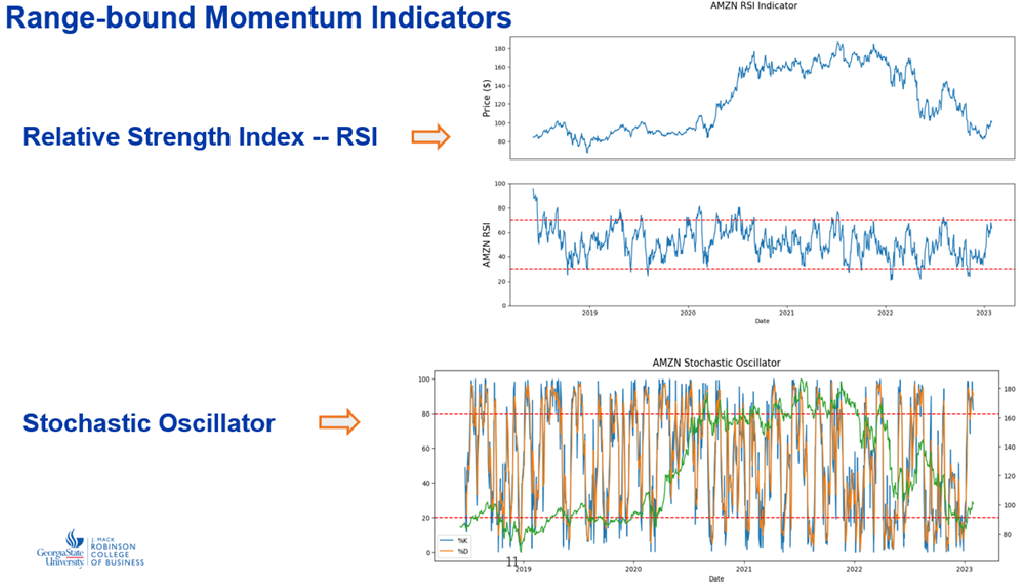 Range-bound Momentum Indicators
AMZN RSI Indicator
180
160
140
120
100
80
Price ($)
Relative Strength Index -- RSI
100
80
60
40
20
0
AMZN RSI
2019 2020 2021 2022 2023
Date
Stochastic Oscillator
AMZN Stochastic Oscillator
100
80
60
40
20
0
180
160
140
120
100
80
%K
%D
2019 2020 2021 2022 2023
Date
GeorgiaState
University
J. MACK
ROBINSON
COLLEGE
OF BUSINESS
11